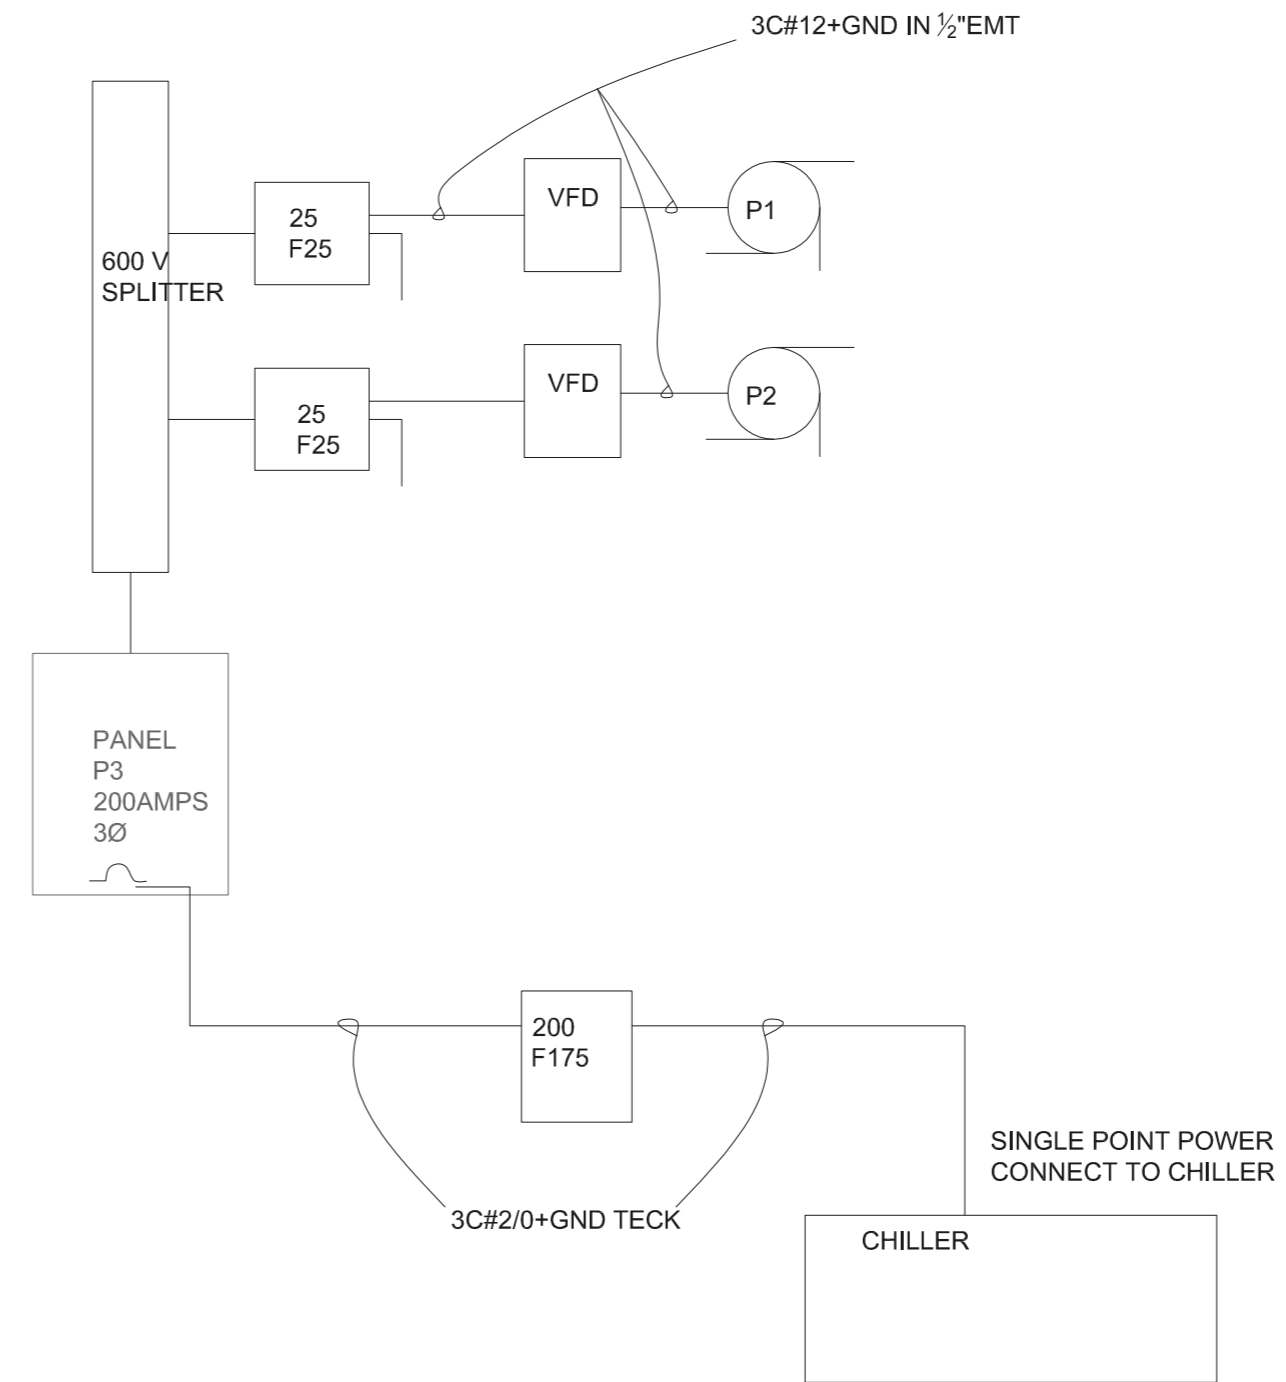 3C#12+GND IN ½"EMT
VFD
25
F25
P1
600 V
SPLITTER
VFD
25
F25
P2
PANEL
P3
200AMPS
3Ø
200
F175
SINGLE POINT POWER
CONNECT TO CHILLER
3C#2/0+GND TECK
CHILLER